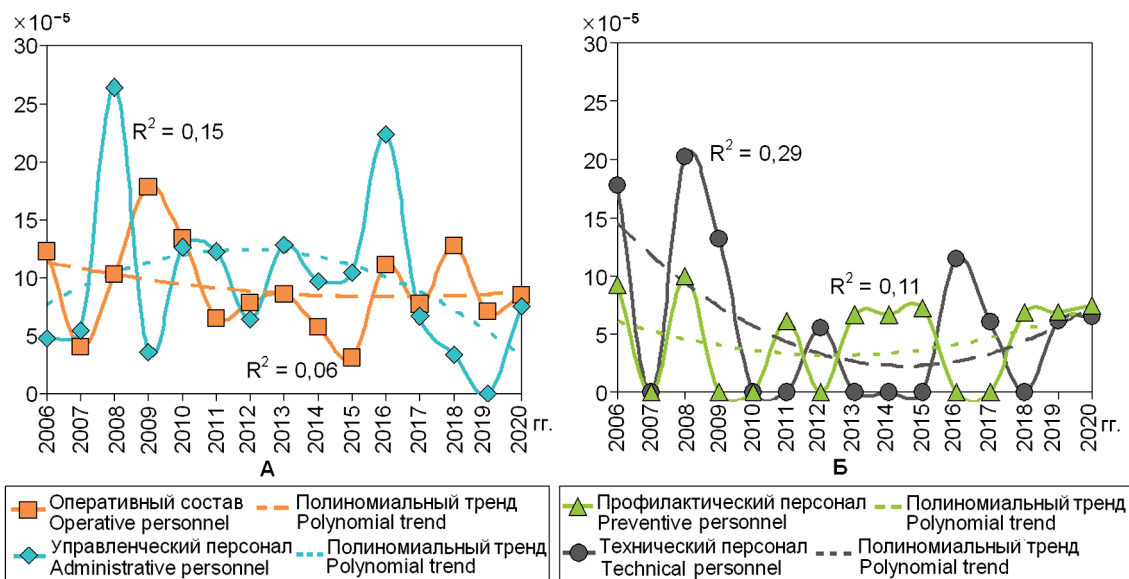 ×10⁻⁵
30
25
20
15
10
5
0
R² = 0,15
R² = 0,06
2006 2007 2008 2009 2010 2011 2012 2013 2014 2015 2016 2017 2018 2019 2020 гг.
А
×10⁻⁵
30
25
20
15
10
5
0
R² = 0,29
R² = 0,11
2006 2007 2008 2009 2010 2011 2012 2013 2014 2015 2016 2017 2018 2019 2020 гг.
Б
Оперативный состав
Operative personnel
Полиномиальный тренд
Polynomial trend
Управленческий персонал
Administrative personnel
Полиномиальный тренд
Polynomial trend
Профилактический персонал
Preventive personnel
Полиномиальный тренд
Polynomial trend
Технический персонал
Technical personnel
Полиномиальный тренд
Polynomial trend